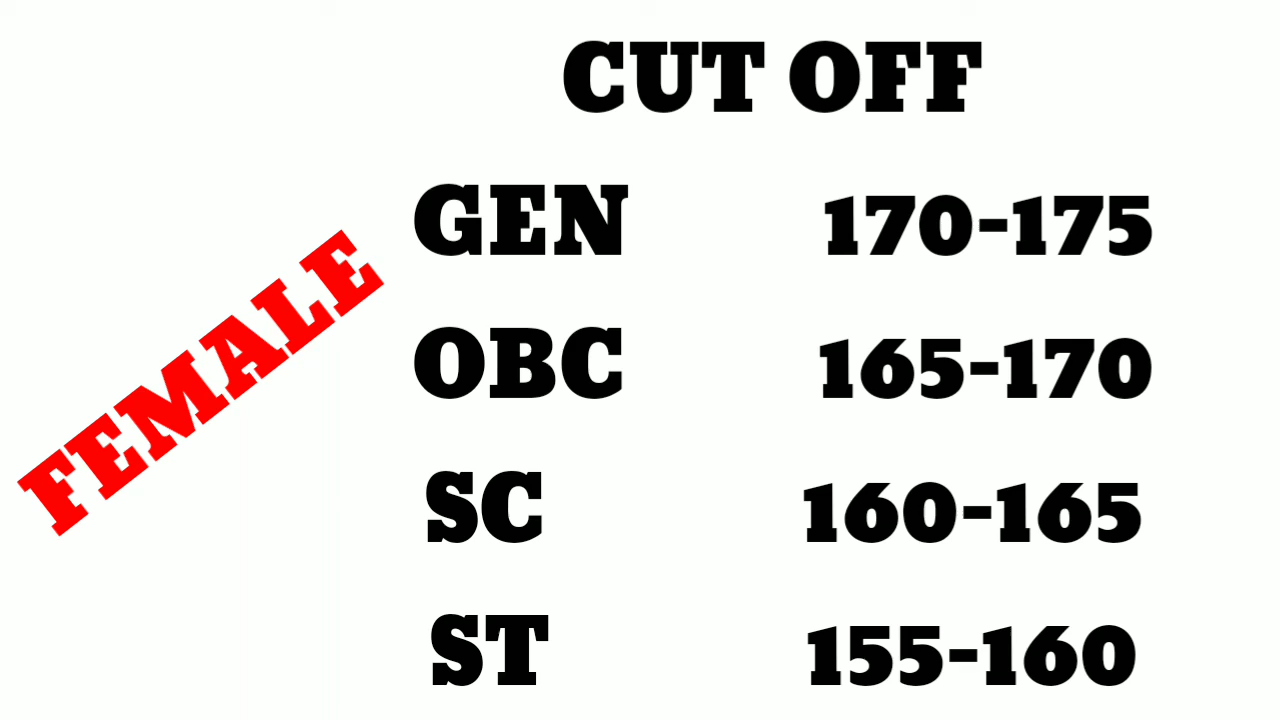 CUT OFF
FEMALE
GEN 170-175
OBC 165-170
SC 160-165
ST 155-160